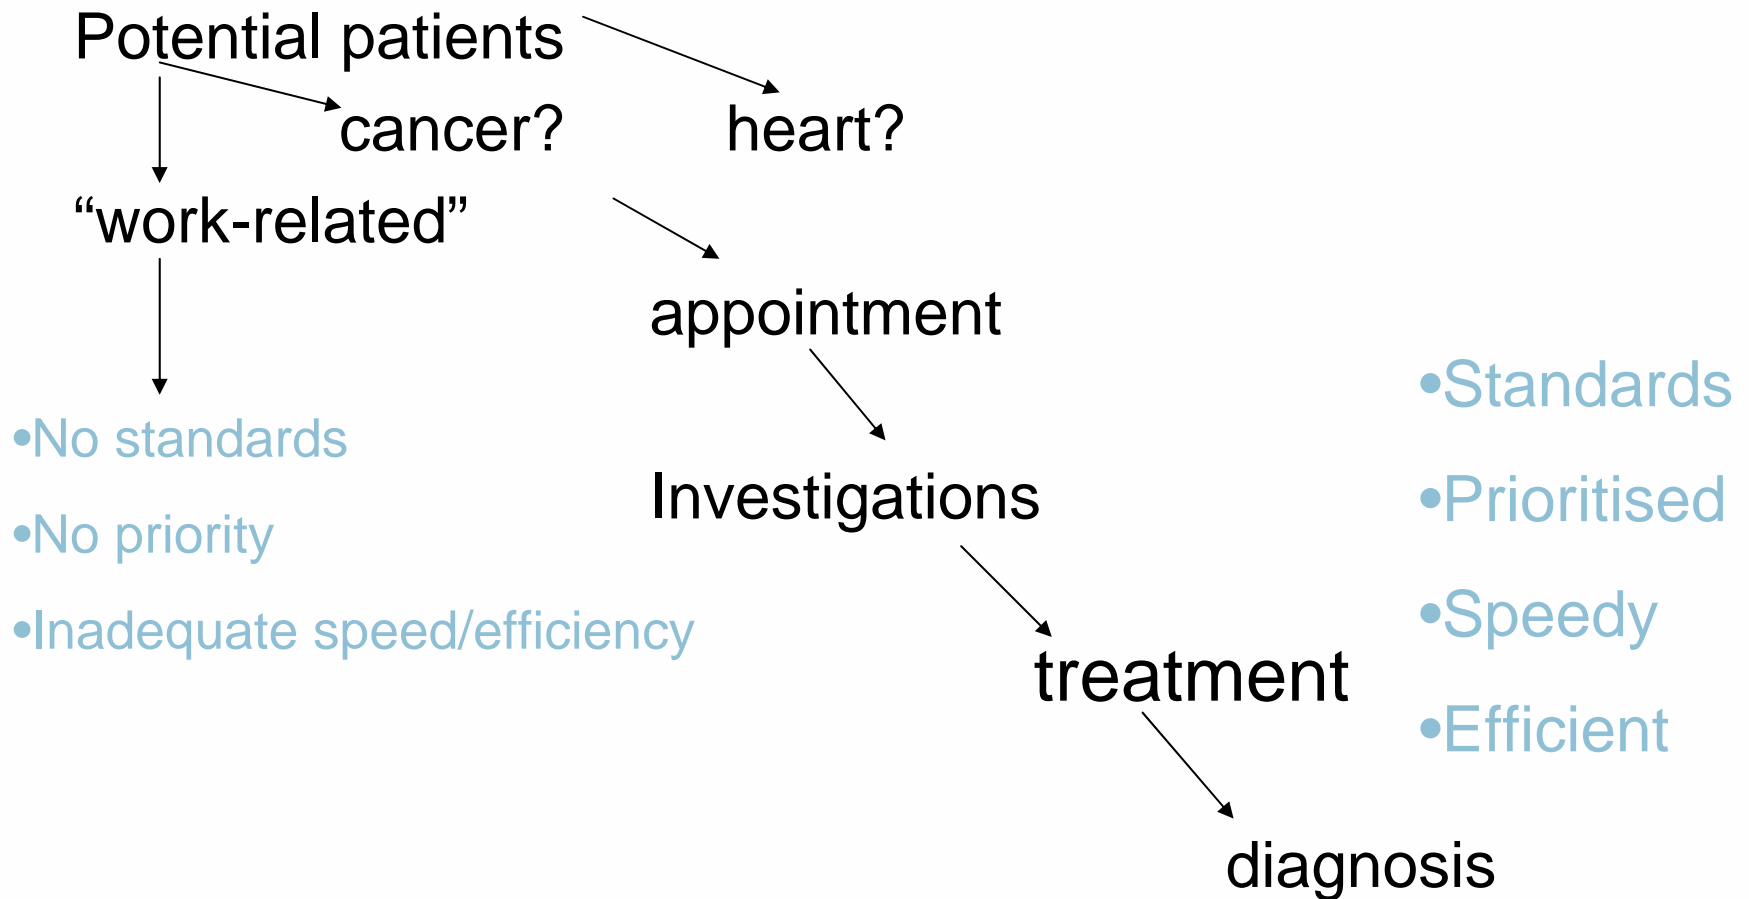 Potential patients
cancer?
heart?
“work-related”
appointment
•No standards
•No priority
•Inadequate speed/efficiency
Investigations
treatment
diagnosis
•Standards
•Prioritised
•Speedy
•Efficient